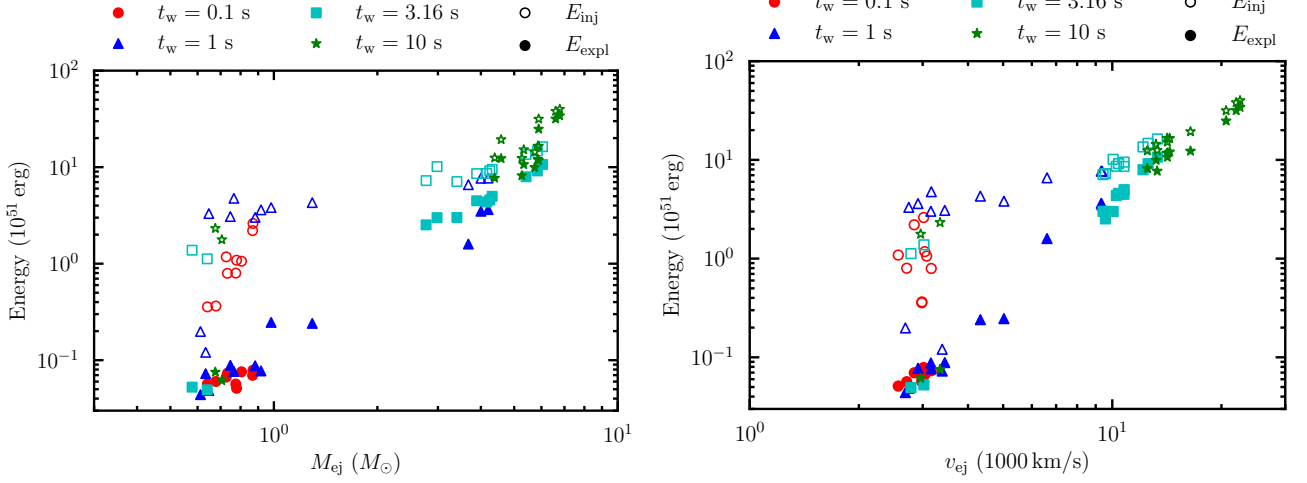 t_w = 0.1 s t_w = 3.16 s E_inj
t_w = 1 s t_w = 10 s E_expl
10^2
10^1
10^0
10^-1
Energy (10^51 erg)
10^0 10^1
M_ej (M_⊙)
t_w = 0.1 s t_w = 3.16 s E_inj
t_w = 1 s t_w = 10 s E_expl
10^2
10^1
10^0
10^-1
Energy (10^51 erg)
10^0 10^1
v_ej (1000 km/s)